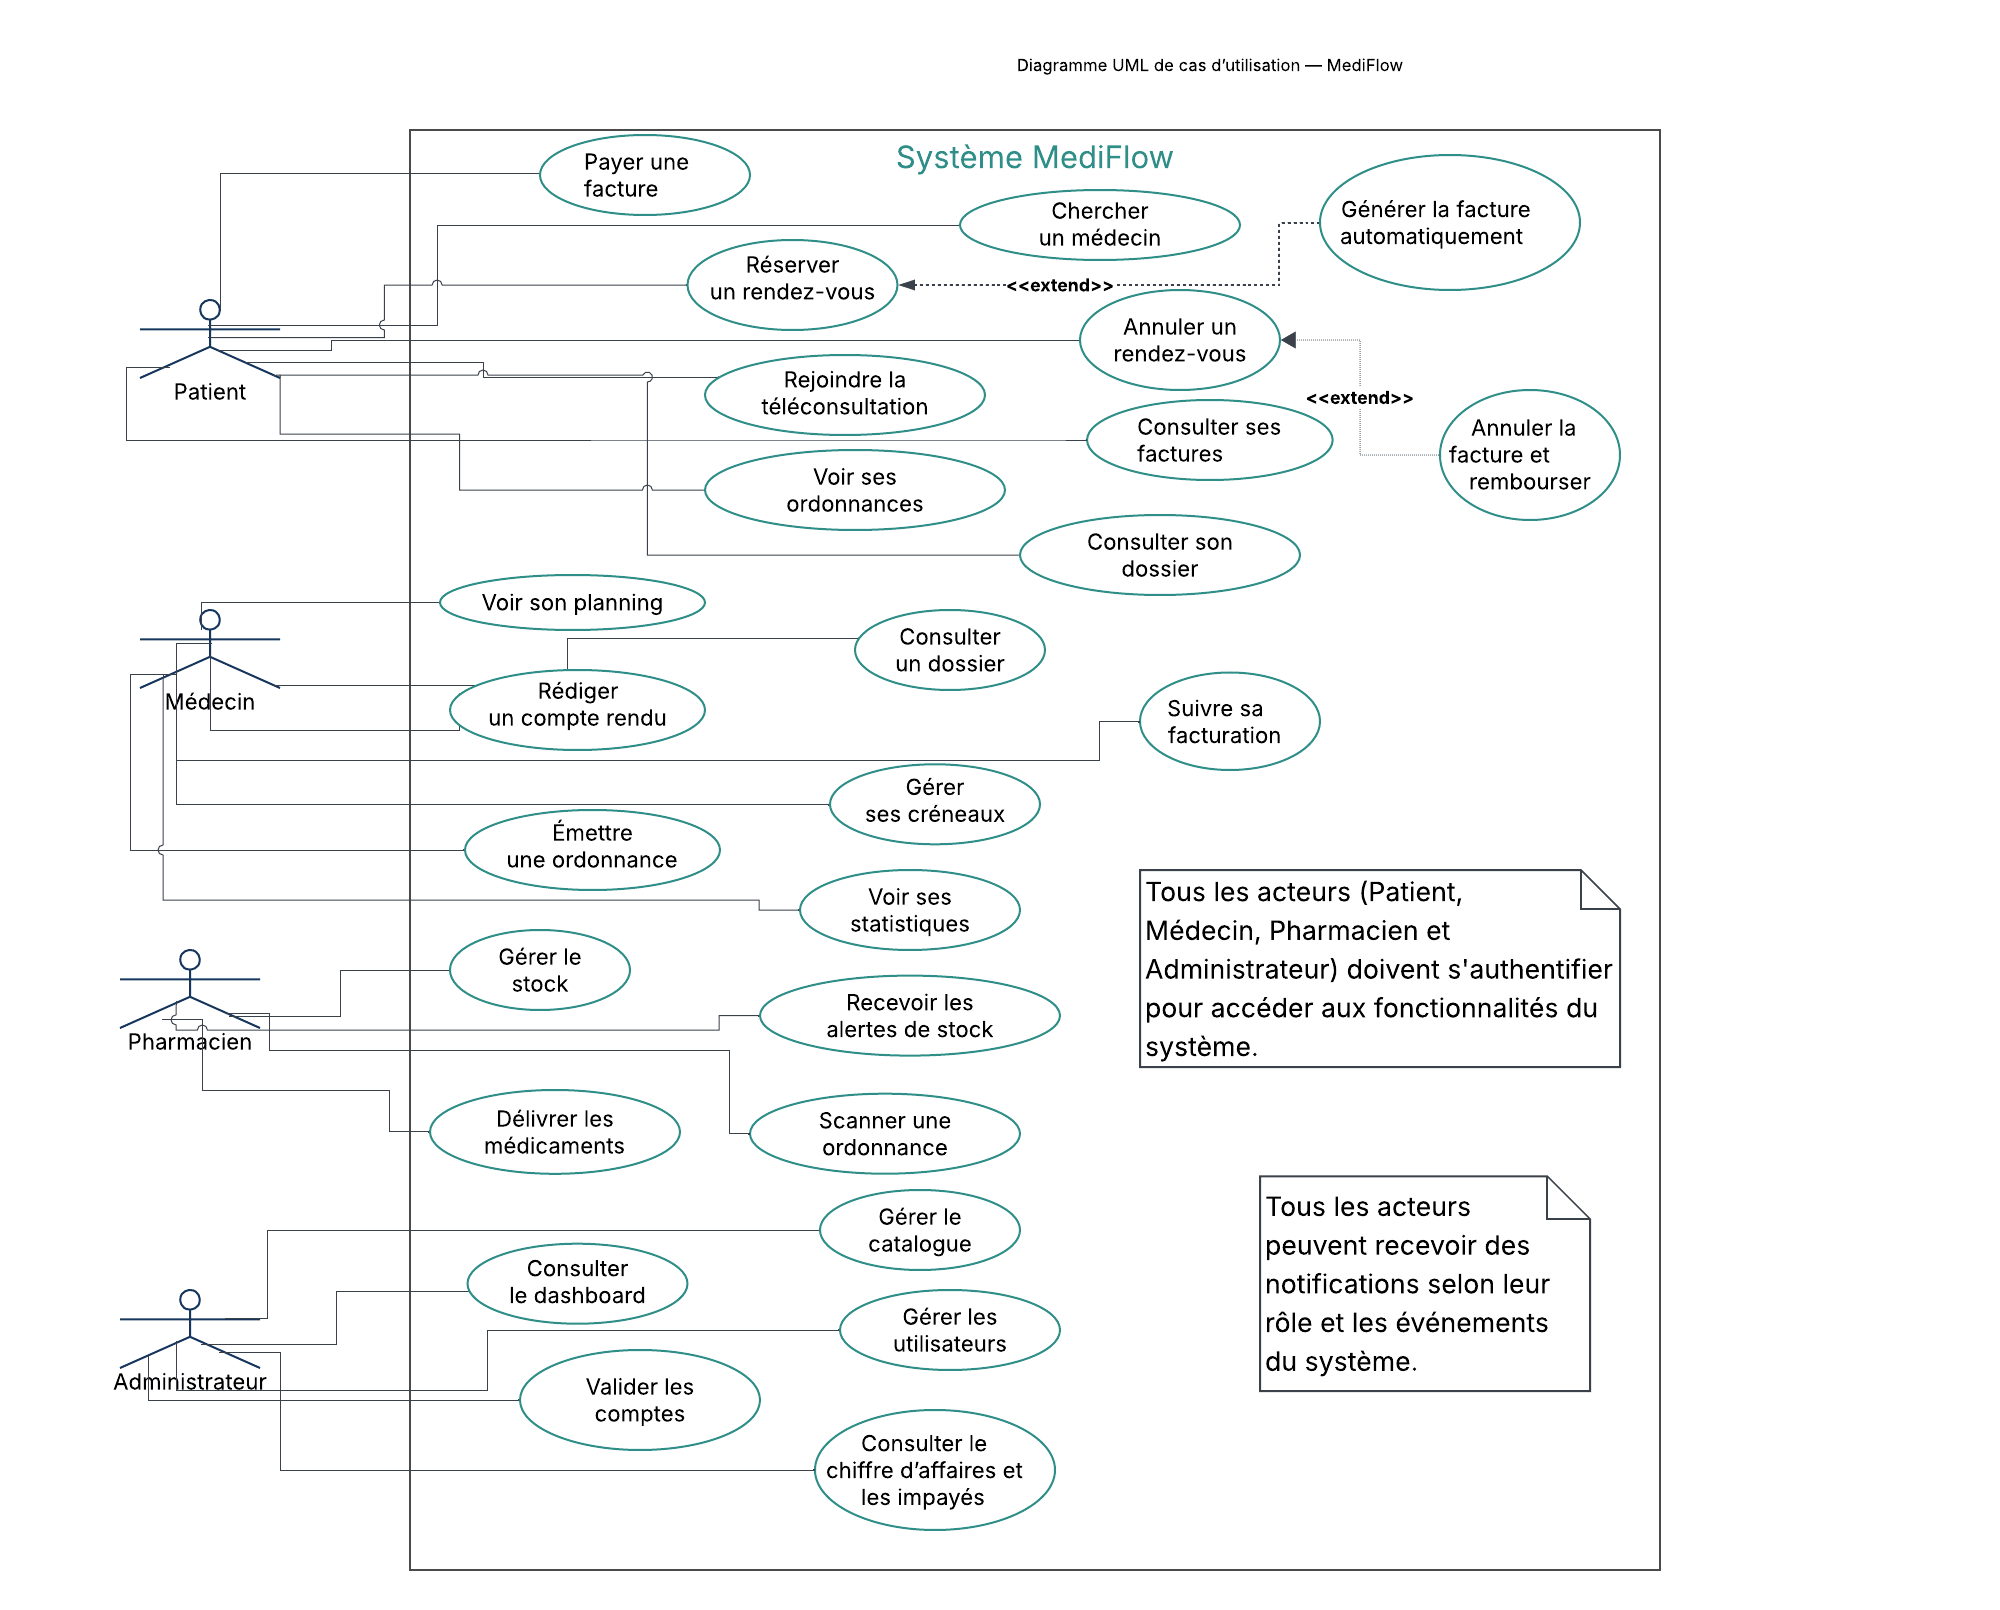 Diagramme UML de cas d’utilisation — MediFlow
Système MediFlow
Payer une
facture
Chercher
un médecin
Générer la facture
automatiquement
Réserver
un rendez-vous
<<extend>>
Annuler un
rendez-vous
Patient
Rejoindre la
téléconsultation
<<extend>>
Consulter ses
factures
Annuler la
facture et
rembourser
Voir ses
ordonnances
Consulter son
dossier
Voir son planning
Consulter
un dossier
Médecin
Rédiger
un compte rendu
Suivre sa
facturation
Gérer
ses créneaux
Émettre
une ordonnance
Voir ses
statistiques
Tous les acteurs (Patient,
Médecin, Pharmacien et
Administrateur) doivent s'authentifier
pour accéder aux fonctionnalités du
système.
Gérer le
stock
Recevoir les
alertes de stock
Pharmacien
Délivrer les
médicaments
Scanner une
ordonnance
Gérer le
catalogue
Tous les acteurs
peuvent recevoir des
notifications selon leur
rôle et les événements
du système.
Consulter
le dashboard
Gérer les
utilisateurs
Administrateur
Valider les
comptes
Consulter le
chiffre d’affaires et
les impayés